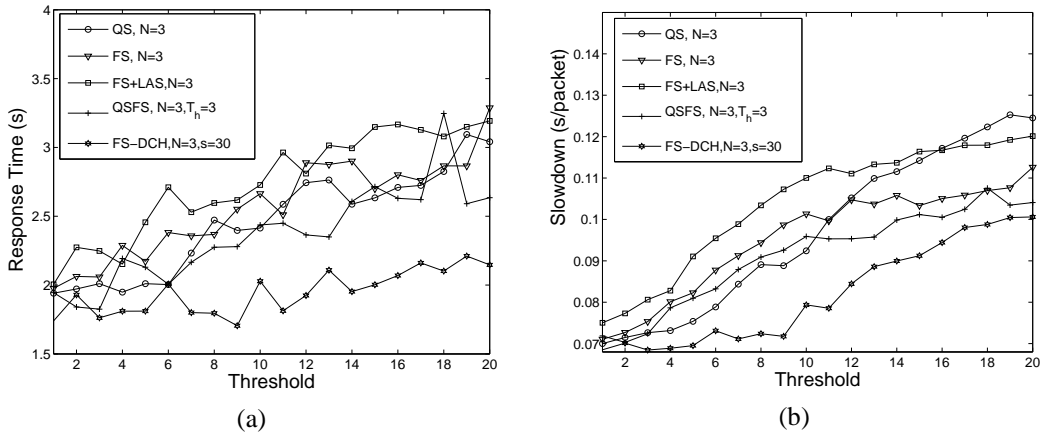 4
3.5
3
2.5
2
1.5
Response Time (s)
QS, N=3
FS, N=3
FS+LAS,N=3
QSFS, N=3,Th=3
FS−DCH,N=3,s=30
2 4 6 8 10 12 14 16 18 20
Threshold
(a)
0.15
0.14
0.13
0.12
0.11
0.1
0.09
0.08
0.07
Slowdown (s/packet)
QS, N=3
FS, N=3
FS+LAS,N=3
QSFS, N=3,Th=3
FS−DCH,N=3,s=30
2 4 6 8 10 12 14 16 18 20
Threshold
(b)